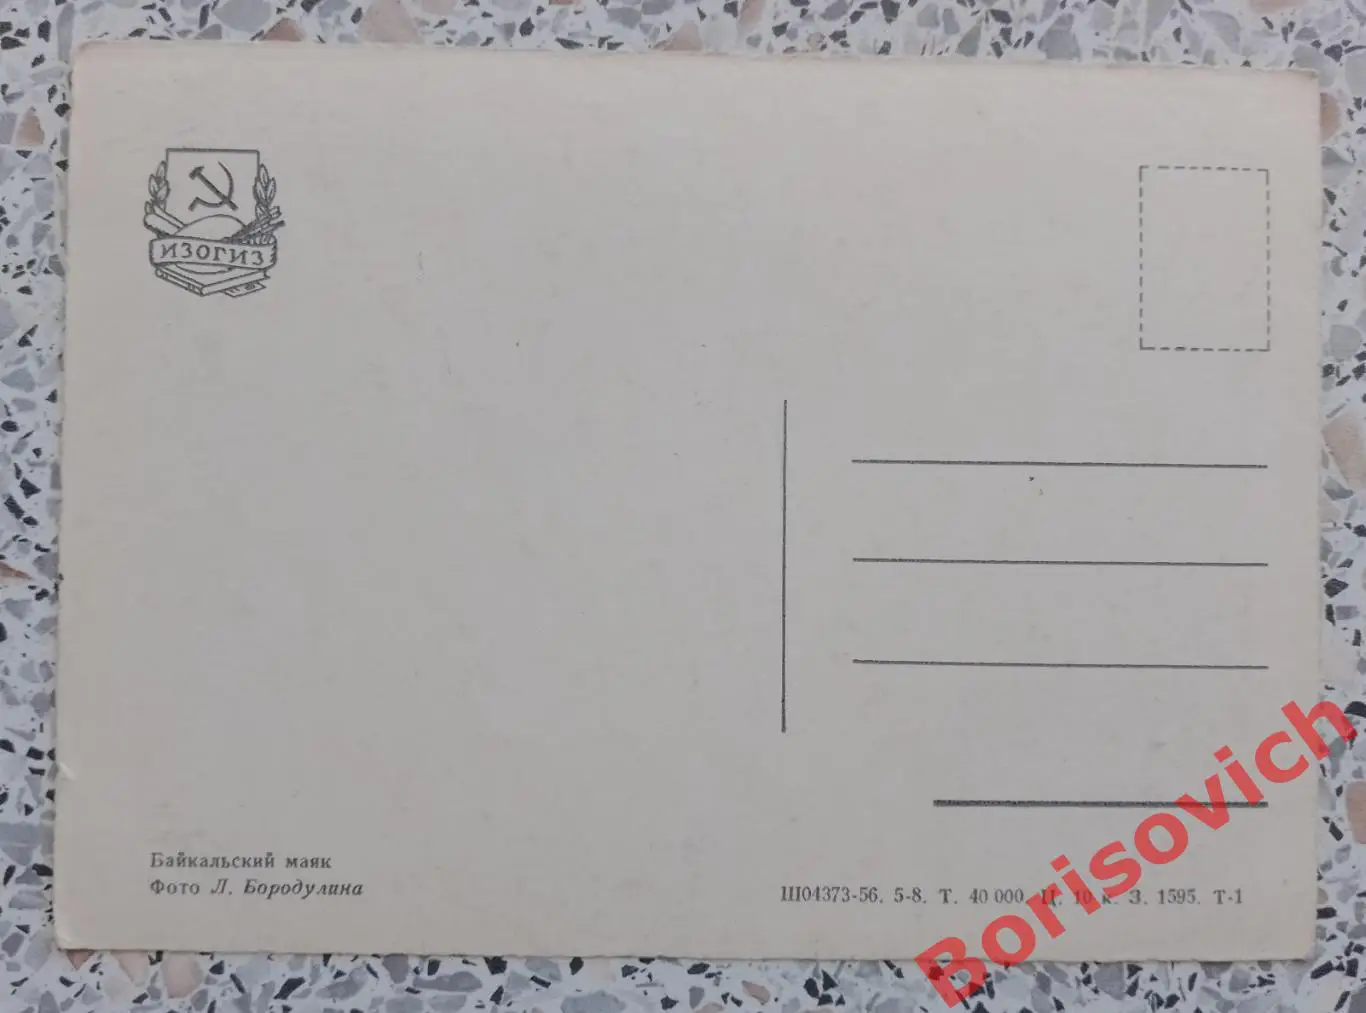 ИЗОГИЗ
Байкальский маяк
Фото Л. Бородулина
Ш04373-56. 5-8. Т. 40 000. Ц. 10 к. З. 1595. Т-1
Borisovich